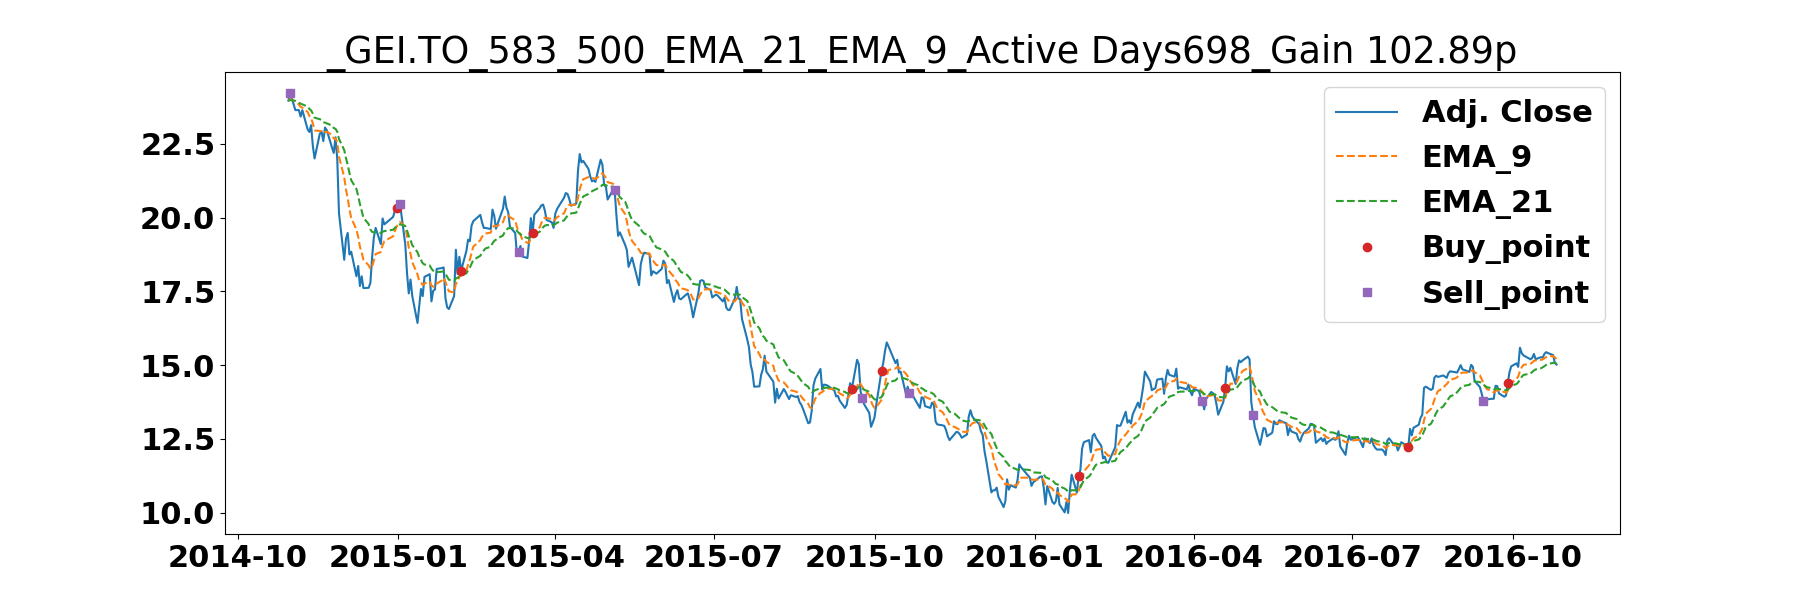 _GEI.TO_583_500_EMA_21_EMA_9_Active Days698_Gain 102.89p
Adj. Close
EMA_9
EMA_21
Buy_point
Sell_point
22.5
20.0
17.5
15.0
12.5
10.0
2014-10 2015-01 2015-04 2015-07 2015-10 2016-01 2016-04 2016-07 2016-10